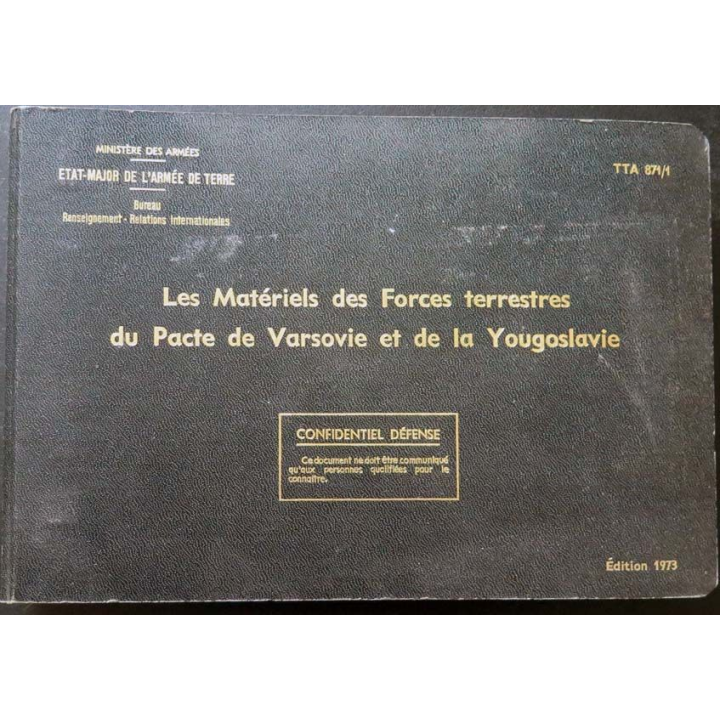 MINISTÈRE DES ARMÉES
ETAT-MAJOR DE L'ARMÉE DE TERRE
Bureau
Renseignement - Relations Internationales
TTA 871/1
Les Matériels des Forces terrestres
du Pacte de Varsovie et de la Yougoslavie
CONFIDENTIEL DÉFENSE
Ce document ne doit être communiqué
qu'aux personnes qualifiées pour le
connaître.
Édition 1973